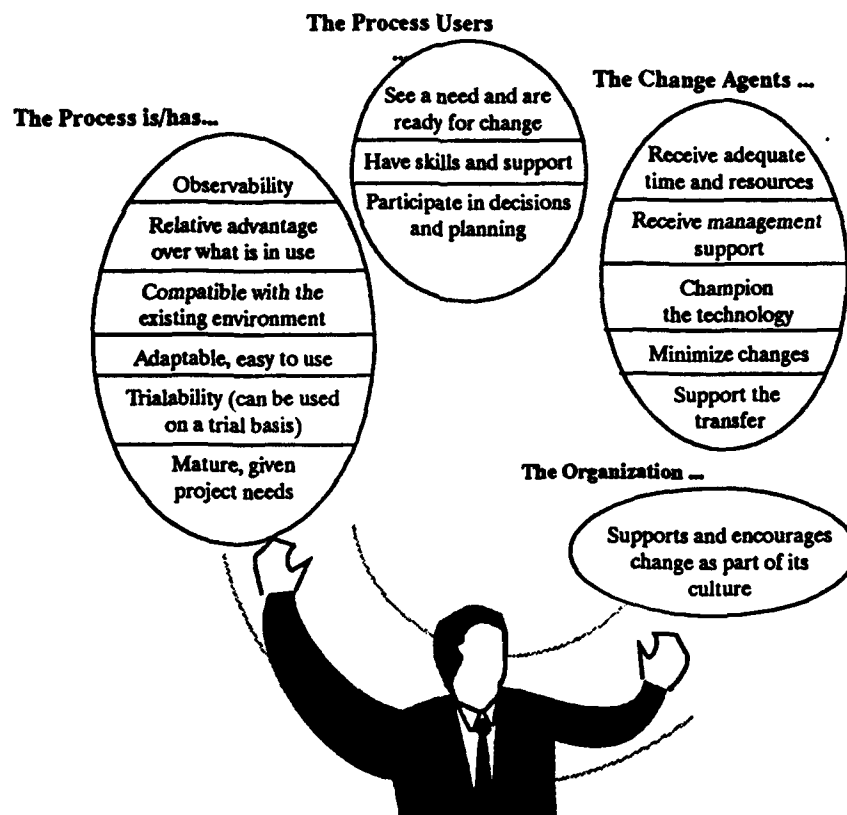 The Process Users
...
See a need and are
ready for change
Have skills and support
Participate in decisions
and planning
The Change Agents ...
Receive adequate
time and resources
Receive management
support
Champion
the technology
Minimize changes
Support the
transfer
The Process is/has...
Observability
Relative advantage
over what is in use
Compatible with the
existing environment
Adaptable, easy to use
Trialability (can be used
on a trial basis)
Mature, given
project needs
The Organization ...
Supports and encourages
change as part of its
culture